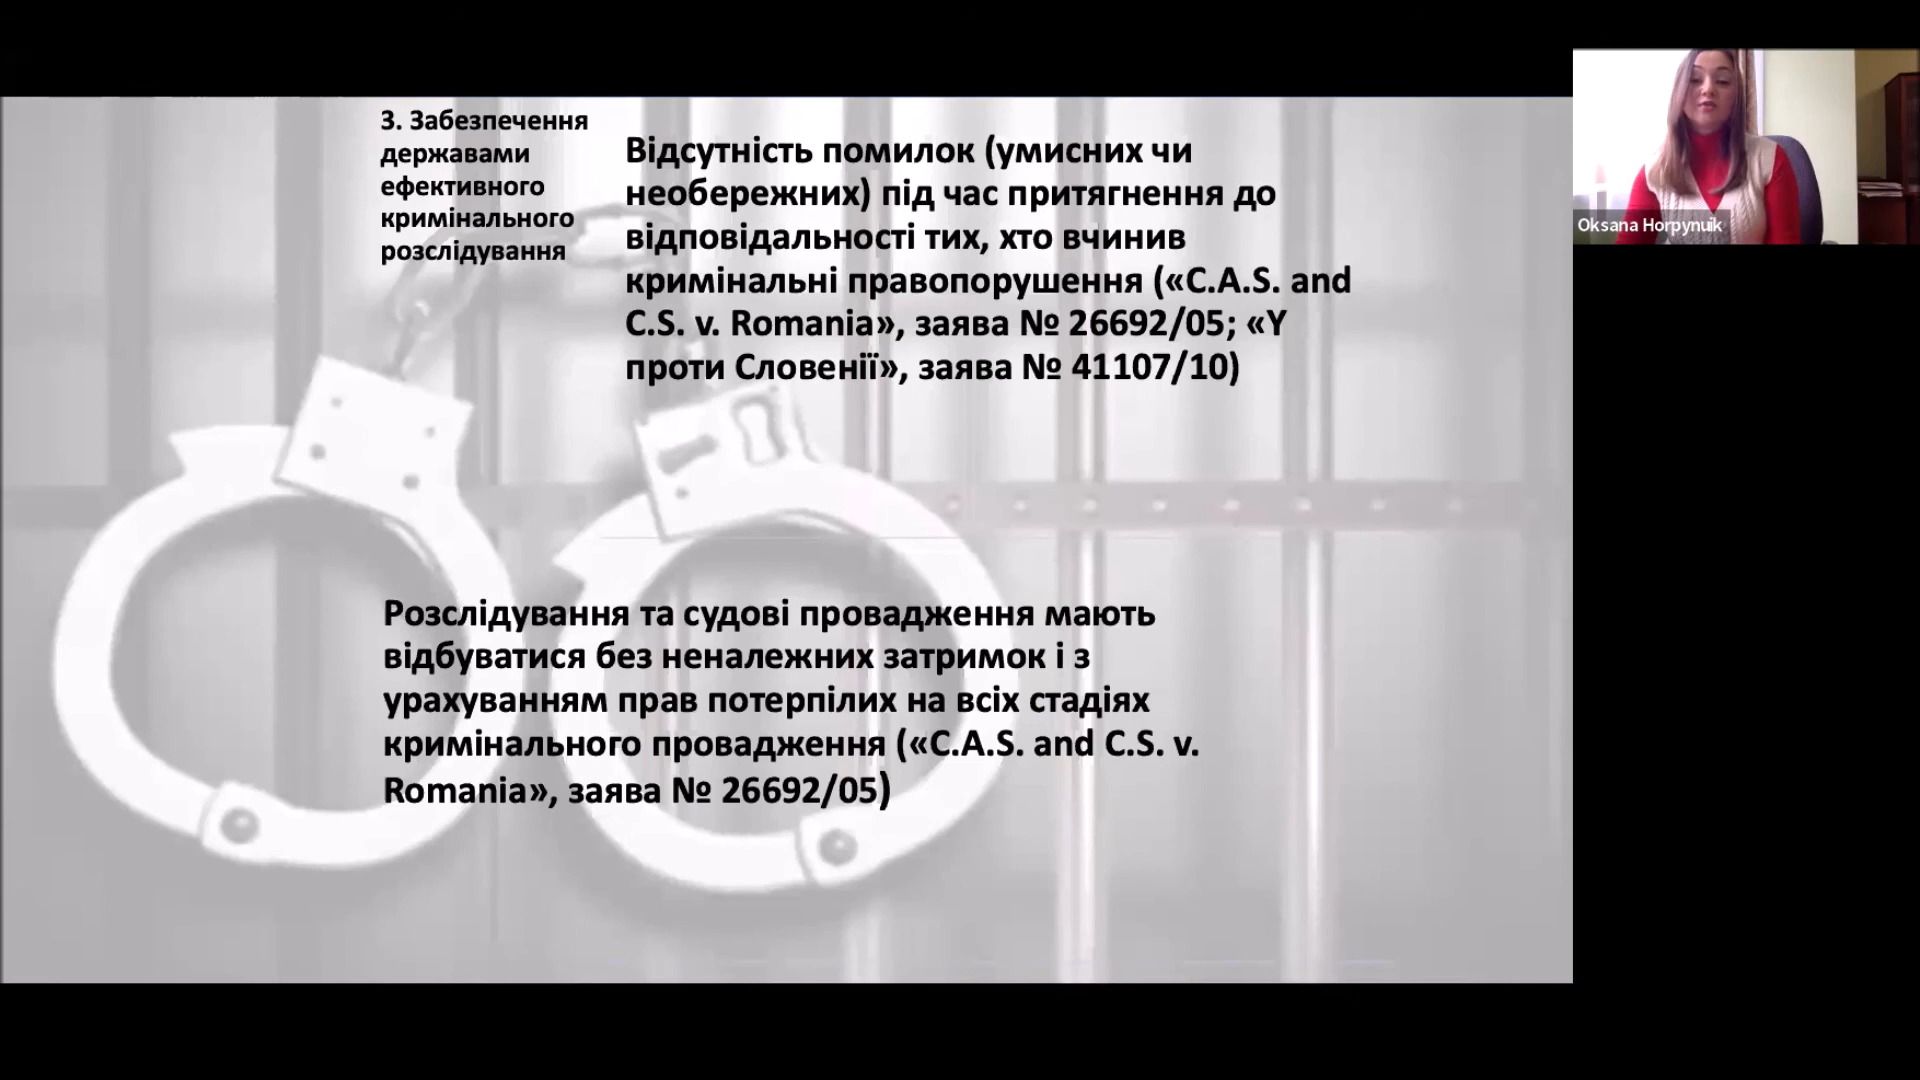 3. Забезпечення
державами
ефективного
кримінального
розслідування
Відсутність помилок (умисних чи
необережних) під час притягнення до
відповідальності тих, хто вчинив
кримінальні правопорушення («C.A.S. and
C.S. v. Romania», заява № 26692/05; «Y
проти Словенії», заява № 41107/10)
Розслідування та судові провадження мають
відбуватися без неналежних затримок і з
урахуванням прав потерпілих на всіх стадіях
кримінального провадження («C.A.S. and C.S. v.
Romania», заява № 26692/05)
Oksana Horpynuik